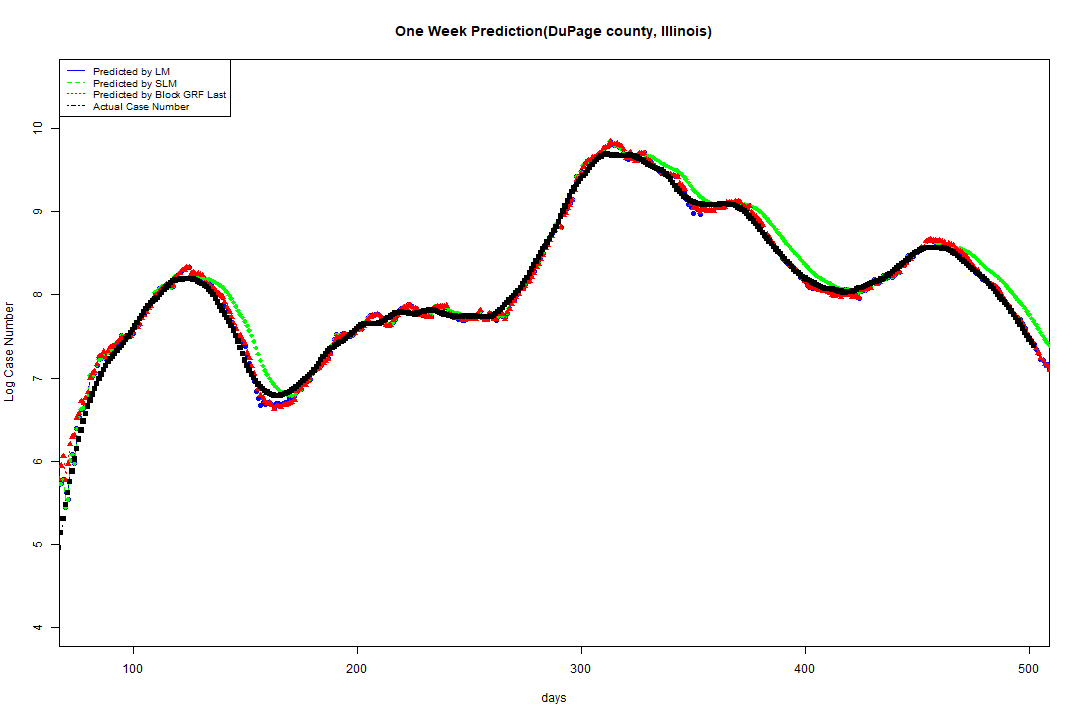 One Week Prediction(DuPage county, Illinois)
Predicted by LM
Predicted by SLM
Predicted by Block GRF Last
Actual Case Number
10
9
8
7
6
5
4
Log Case Number
100 200 300 400 500
days